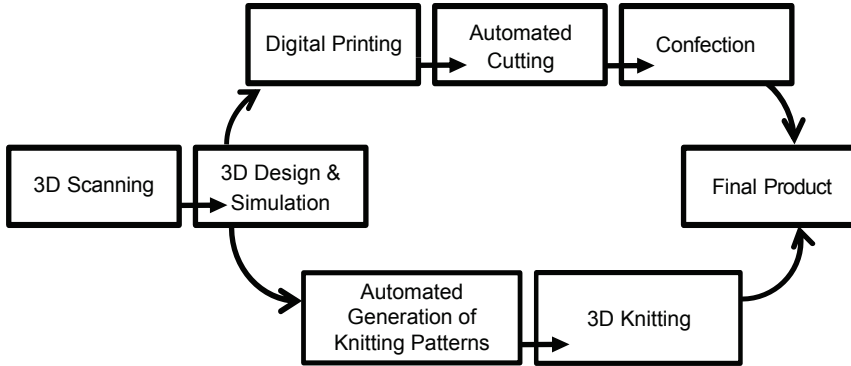 Digital Printing
Automated
Cutting
Confection
3D Scanning
3D Design &
Simulation
Final Product
Automated
Generation of
Knitting Patterns
3D Knitting